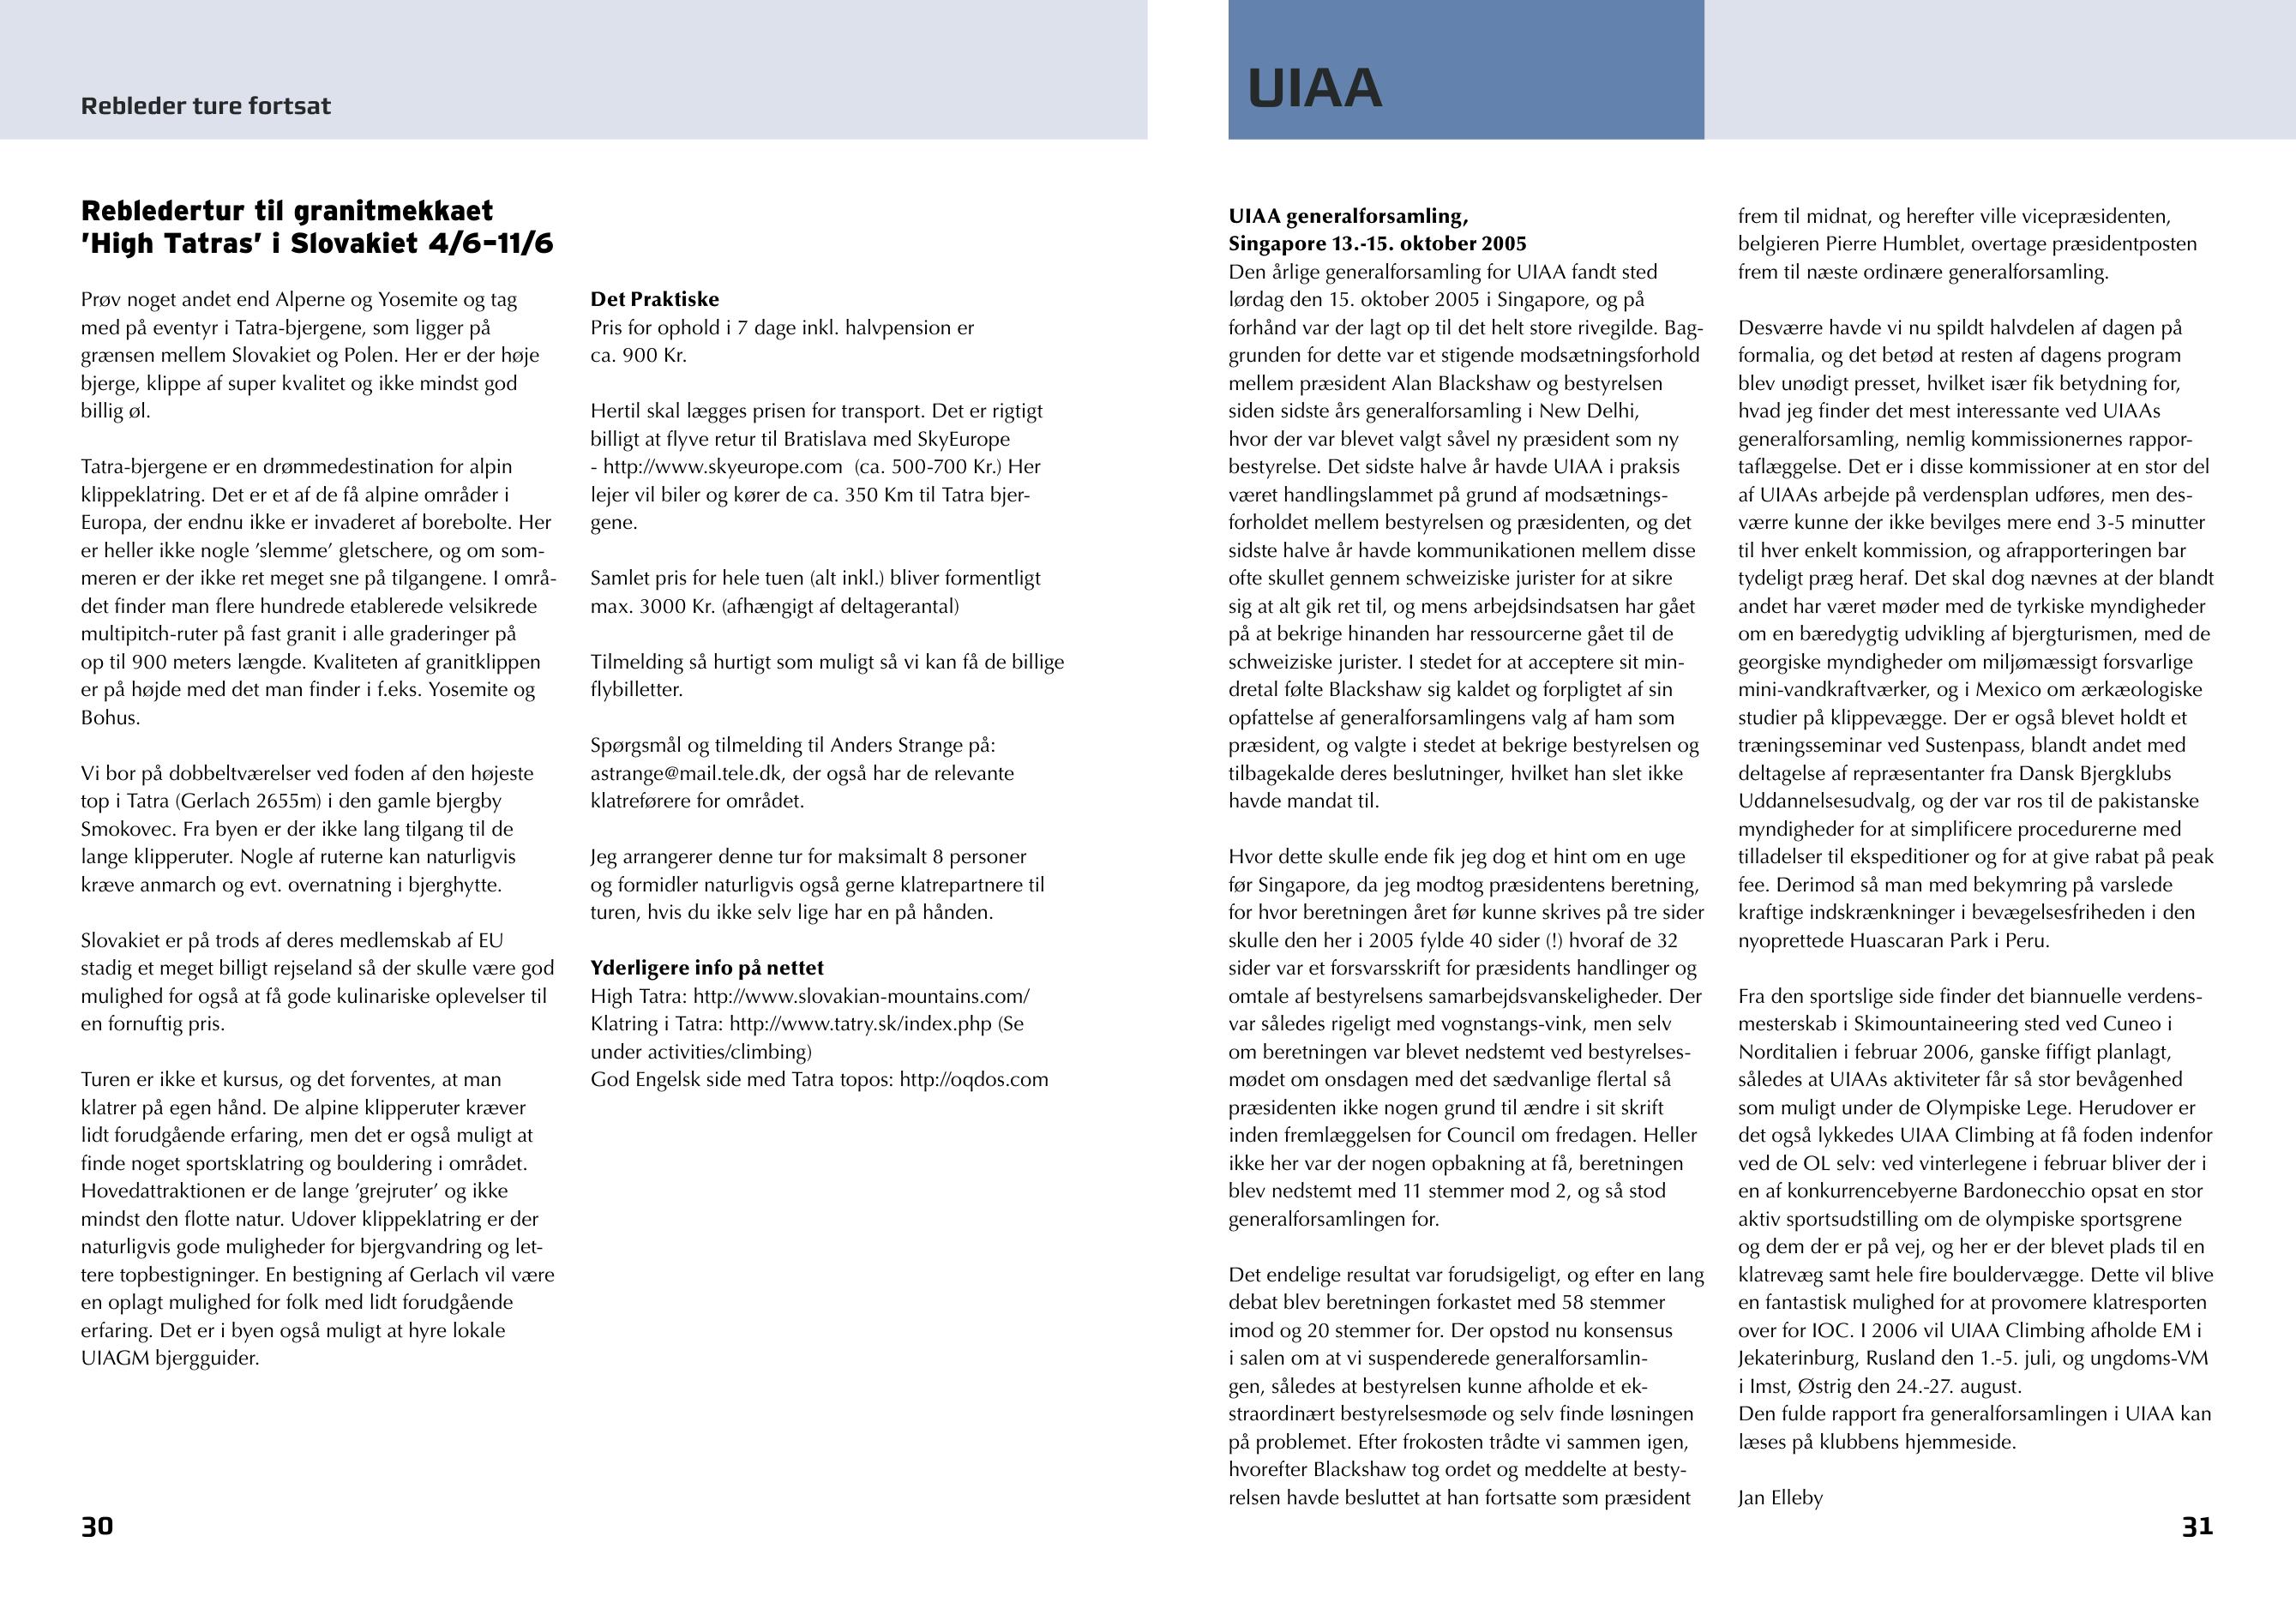 Rebleder ture fortsat
Rebledertur til granitmekkaet
’High Tatras’ i Slovakiet 4/6–11/6
Prøv noget andet end Alperne og Yosemite og tag
med på eventyr i Tatra-bjergene, som ligger på
grænsen mellem Slovakiet og Polen. Her er der høje
bjerge, klippe af super kvalitet og ikke mindst god
billig øl.
Tatra-bjergene er en drømmedestination for alpin
klippeklatring. Det er et af de få alpine områder i
Europa, der endnu ikke er invaderet af borebolte. Her
er heller ikke nogle ’slemme’ gletschere, og om som-
meren er der ikke ret meget sne på tilgangene. I områ-
det finder man flere hundrede etablerede velsikrede
multipitch-ruter på fast granit i alle graderinger på
op til 900 meters længde. Kvaliteten af granitklippen
er på højde med det man finder i f.eks. Yosemite og
Bohus.
Vi bor på dobbeltværelser ved foden af den højeste
top i Tatra (Gerlach 2655m) i den gamle bjergby
Smokovec. Fra byen er der ikke lang tilgang til de
lange klipperuter. Nogle af ruterne kan naturligvis
kræve anmarch og evt. overnatning i bjerghytte.
Slovakiet er på trods af deres medlemskab af EU
stadig et meget billigt rejseland så der skulle være god
mulighed for også at få gode kulinariske oplevelser til
en fornuftig pris.
Turen er ikke et kursus, og det forventes, at man
klatrer på egen hånd. De alpine klipperuter kræver
lidt forudgående erfaring, men det er også muligt at
finde noget sportsklatring og bouldering i området.
Hovedattraktionen er de lange ’grejruter’ og ikke
mindst den flotte natur. Udover klippeklatring er der
naturligvis gode muligheder for bjergvandring og let-
tere topbestigninger. En bestigning af Gerlach vil være
en oplagt mulighed for folk med lidt forudgående
erfaring. Det er i byen også muligt at hyre lokale
UIAGM bjergguider.
Det Praktiske
Pris for ophold i 7 dage inkl. halvpension er
ca. 900 Kr.
Hertil skal lægges prisen for transport. Det er rigtigt
billigt at flyve retur til Bratislava med SkyEurope
- http://www.skyeurope.com  (ca. 500-700 Kr.) Her
lejer vil biler og kører de ca. 350 Km til Tatra bjer-
gene.
Samlet pris for hele tuen (alt inkl.) bliver formentligt
max. 3000 Kr. (afhængigt af deltagerantal)
Tilmelding så hurtigt som muligt så vi kan få de billige
flybilletter.
Spørgsmål og tilmelding til Anders Strange på:
astrange@mail.tele.dk, der også har de relevante
klatreførere for området.
Jeg arrangerer denne tur for maksimalt 8 personer
og formidler naturligvis også gerne klatrepartnere til
turen, hvis du ikke selv lige har en på hånden.
Yderligere info på nettet
High Tatra: http://www.slovakian-mountains.com/
Klatring i Tatra: http://www.tatry.sk/index.php (Se
under activities/climbing)
God Engelsk side med Tatra topos: http://oqdos.com
30
UIAA
UIAA generalforsamling,
Singapore 13.-15. oktober 2005
Den årlige generalforsamling for UIAA fandt sted
lørdag den 15. oktober 2005 i Singapore, og på
forhånd var der lagt op til det helt store rivegilde. Bag-
grunden for dette var et stigende modsætningsforhold
mellem præsident Alan Blackshaw og bestyrelsen
siden sidste års generalforsamling i New Delhi,
hvor der var blevet valgt såvel ny præsident som ny
bestyrelse. Det sidste halve år havde UIAA i praksis
været handlingslammet på grund af modsætnings-
forholdet mellem bestyrelsen og præsidenten, og det
sidste halve år havde kommunikationen mellem disse
ofte skullet gennem schweiziske jurister for at sikre
sig at alt gik ret til, og mens arbejdsindsatsen har gået
på at bekrige hinanden har ressourcerne gået til de
schweiziske jurister. I stedet for at acceptere sit min-
dretal følte Blackshaw sig kaldet og forpligtet af sin
opfattelse af generalforsamlingens valg af ham som
præsident, og valgte i stedet at bekrige bestyrelsen og
tilbagekalde deres beslutninger, hvilket han slet ikke
havde mandat til.
Hvor dette skulle ende fik jeg dog et hint om en uge
før Singapore, da jeg modtog præsidentens beretning,
for hvor beretningen året før kunne skrives på tre sider
skulle den her i 2005 fylde 40 sider (!) hvoraf de 32
sider var et forsvarsskrift for præsidents handlinger og
omtale af bestyrelsens samarbejdsvanskeligheder. Der
var således rigeligt med vognstangs-vink, men selv
om beretningen var blevet nedstemt ved bestyrelses-
mødet om onsdagen med det sædvanlige flertal så
præsidenten ikke nogen grund til ændre i sit skrift
inden fremlæggelsen for Council om fredagen. Heller
ikke her var der nogen opbakning at få, beretningen
blev nedstemt med 11 stemmer mod 2, og så stod
generalforsamlingen for.
Det endelige resultat var forudsigeligt, og efter en lang
debat blev beretningen forkastet med 58 stemmer
imod og 20 stemmer for. Der opstod nu konsensus
i salen om at vi suspenderede generalforsamlin-
gen, således at bestyrelsen kunne afholde et ek-
straordinært bestyrelsesmøde og selv finde løsningen
på problemet. Efter frokosten trådte vi sammen igen,
hvorefter Blackshaw tog ordet og meddelte at besty-
relsen havde besluttet at han fortsatte som præsident
frem til midnat, og herefter ville vicepræsidenten,
belgieren Pierre Humblet, overtage præsidentposten
frem til næste ordinære generalforsamling.
Desværre havde vi nu spildt halvdelen af dagen på
formalia, og det betød at resten af dagens program
blev unødigt presset, hvilket især fik betydning for,
hvad jeg finder det mest interessante ved UIAAs
generalforsamling, nemlig kommissionernes rappor-
taflæggelse. Det er i disse kommissioner at en stor del
af UIAAs arbejde på verdensplan udføres, men des-
værre kunne der ikke bevilges mere end 3-5 minutter
til hver enkelt kommission, og afrapporteringen bar
tydeligt præg heraf. Det skal dog nævnes at der blandt
andet har været møder med de tyrkiske myndigheder
om en bæredygtig udvikling af bjergturismen, med de
georgiske myndigheder om miljømæssigt forsvarlige
mini-vandkraftværker, og i Mexico om ærkæologiske
studier på klippevægge. Der er også blevet holdt et
træningsseminar ved Sustenpass, blandt andet med
deltagelse af repræsentanter fra Dansk Bjergklubs
Uddannelsesudvalg, og der var ros til de pakistanske
myndigheder for at simplificere procedurerne med
tilladelser til ekspeditioner og for at give rabat på peak
fee. Derimod så man med bekymring på varslede
kraftige indskrænkninger i bevægelsesfriheden i den
nyoprettede Huascaran Park i Peru.
Fra den sportslige side finder det biannuelle verdens-
mesterskab i Skimountaineering sted ved Cuneo i
Norditalien i februar 2006, ganske fiffigt planlagt,
således at UIAAs aktiviteter får så stor bevågenhed
som muligt under de Olympiske Lege. Herudover er
det også lykkedes UIAA Climbing at få foden indenfor
ved de OL selv: ved vinterlegene i februar bliver der i
en af konkurrencebyerne Bardonecchio opsat en stor
aktiv sportsudstilling om de olympiske sportsgrene
og dem der er på vej, og her er der blevet plads til en
klatrevæg samt hele fire bouldervægge. Dette vil blive
en fantastisk mulighed for at provomere klatresporten
over for IOC. I 2006 vil UIAA Climbing afholde EM i
Jekaterinburg, Rusland den 1.-5. juli, og ungdoms-VM
i Imst, Østrig den 24.-27. august.
Den fulde rapport fra generalforsamlingen i UIAA kan
læses på klubbens hjemmeside.
Jan Elleby
31